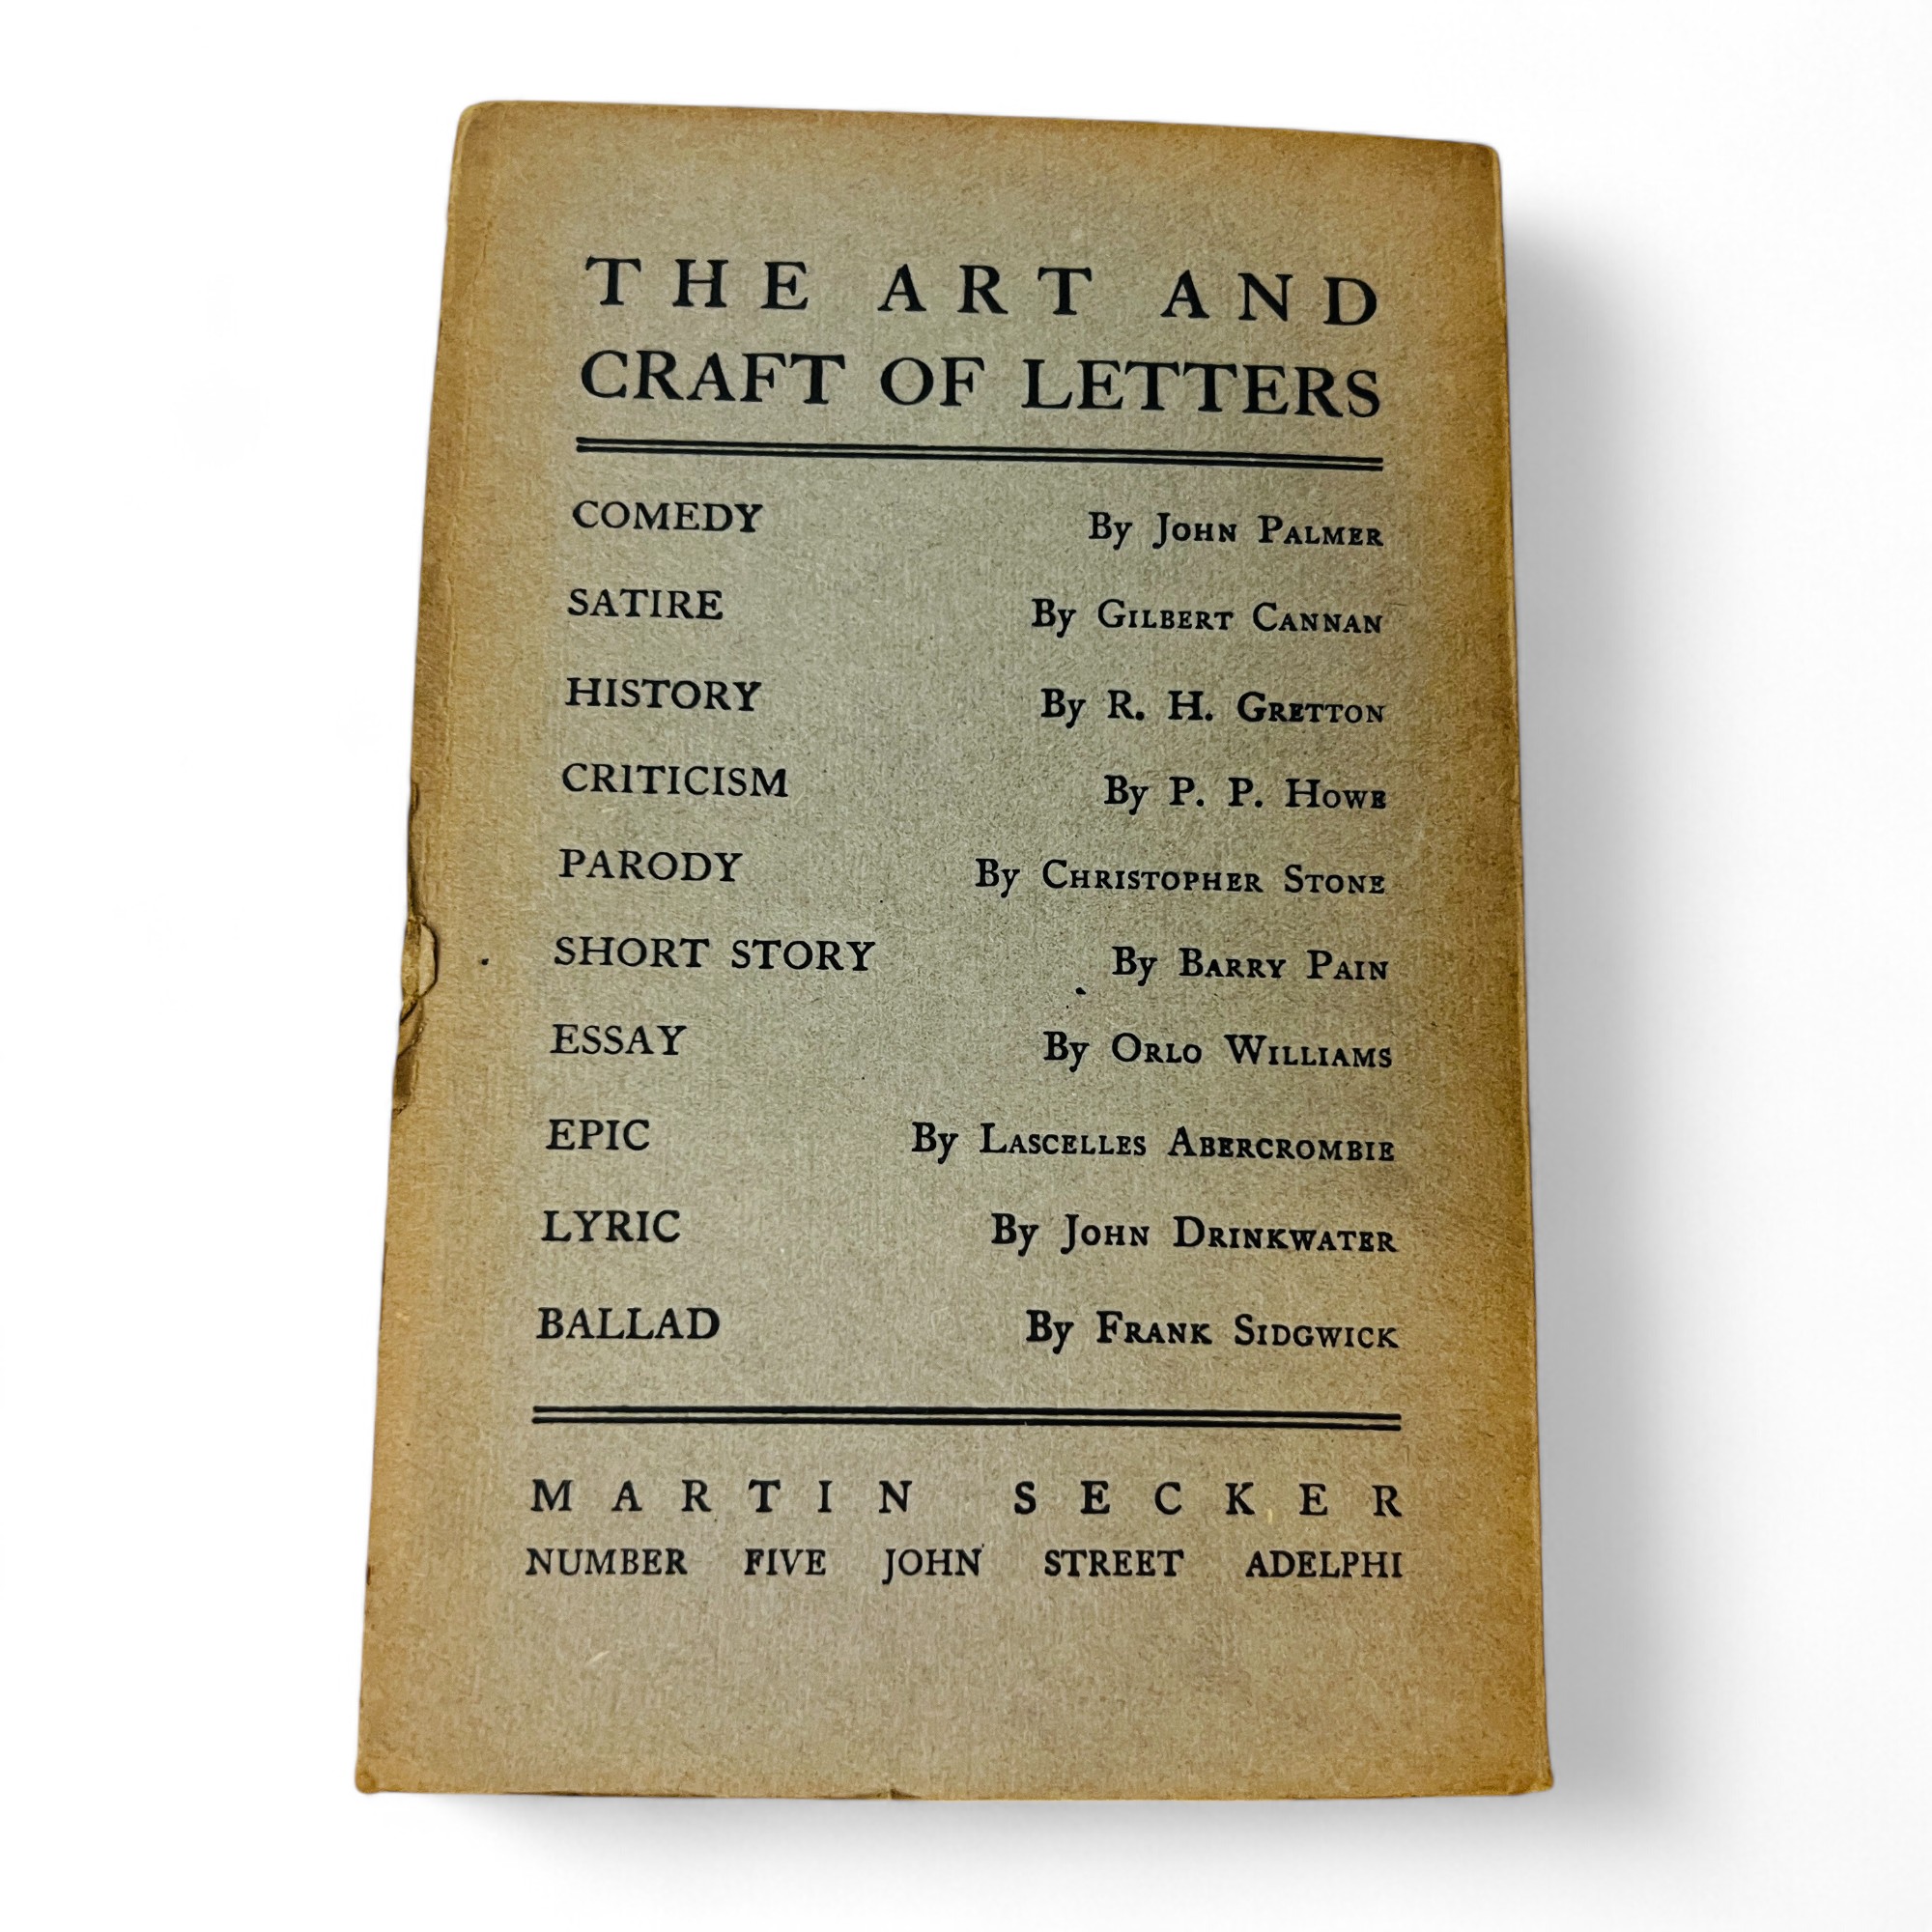 THE ART AND
CRAFT OF LETTERS
COMEDY By JOHN PALMER
SATIRE By GILBERT CANNAN
HISTORY By R. H. GRETTON
CRITICISM By P. P. HOWE
PARODY By CHRISTOPHER STONE
SHORT STORY By BARRY PAIN
ESSAY By ORLO WILLIAMS
EPIC By LASCELLES ABERCROMBIE
LYRIC By JOHN DRINKWATER
BALLAD By FRANK SIDGWICK
MARTIN SECKER
NUMBER FIVE JOHN STREET ADELPHI